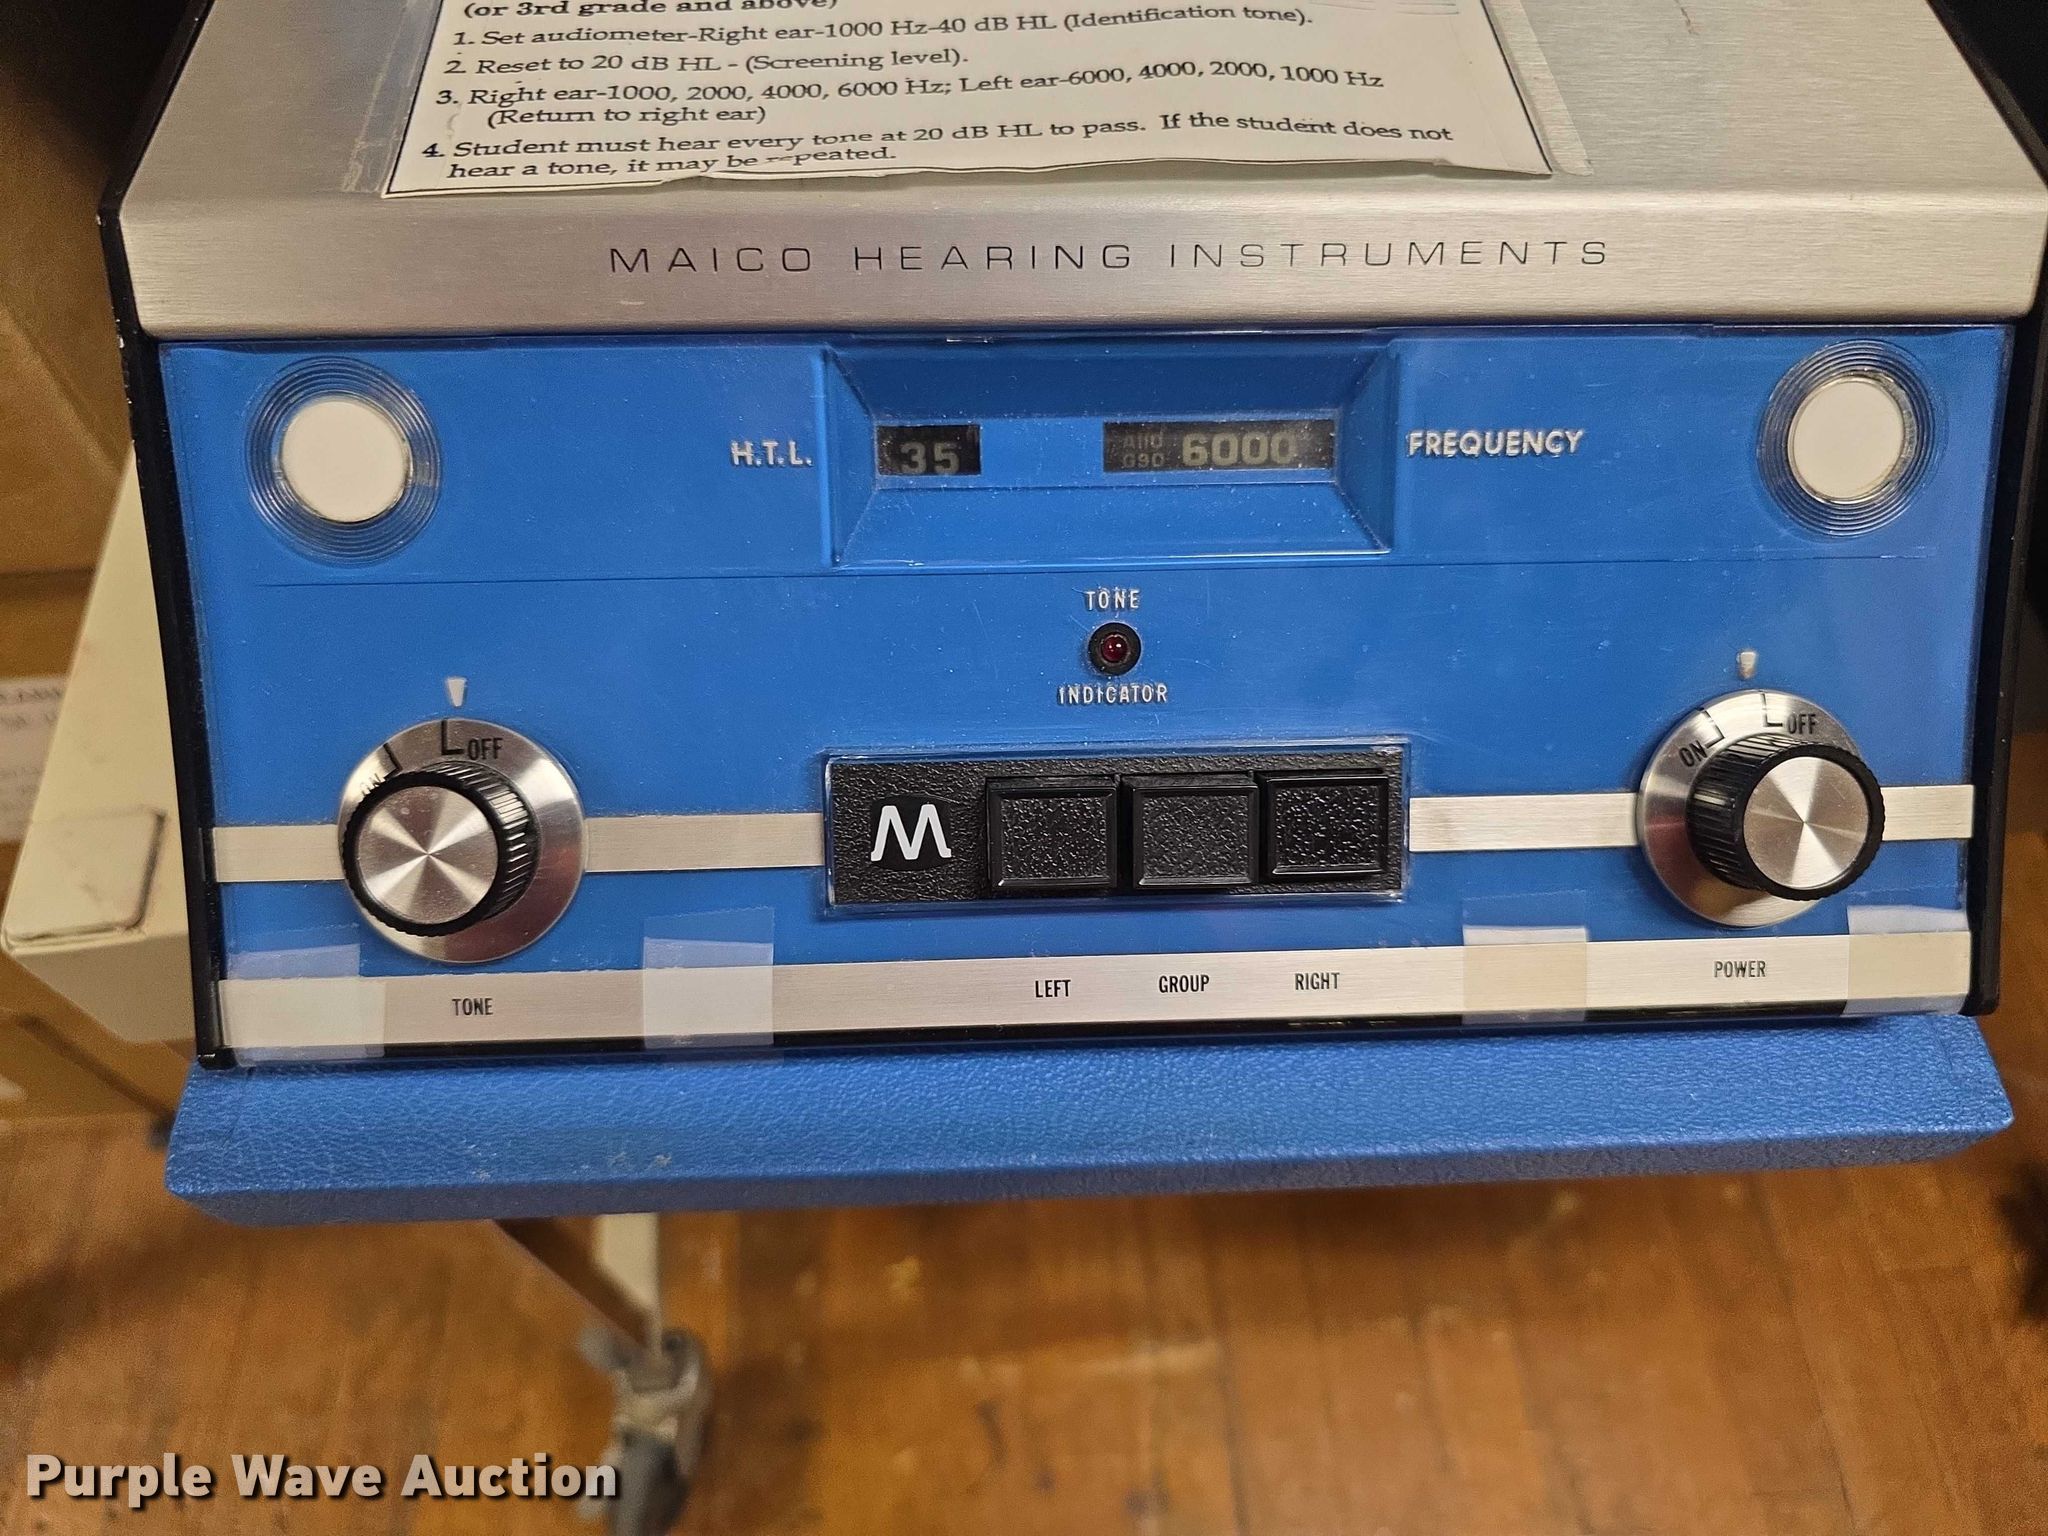 (or 3rd grade and above)
1. Set audiometer-Right ear-1000 Hz-40 dB HL (Identification tone).
2. Reset to 20 dB HL - (Screening level).
3. Right ear-1000, 2000, 4000, 6000 Hz; Left ear-6000, 4000, 2000, 1000 Hz
(Return to right ear)
4. Student must hear every tone at 20 dB HL to pass. If the student does not
hear a tone, it may be repeated.
MAICO HEARING INSTRUMENTS
H.T.L. 35 6000 FREQUENCY
TONE
INDICATOR
OFF
ON
M
OFF
ON
TONE
LEFT GROUP RIGHT
POWER
Purple Wave Auction